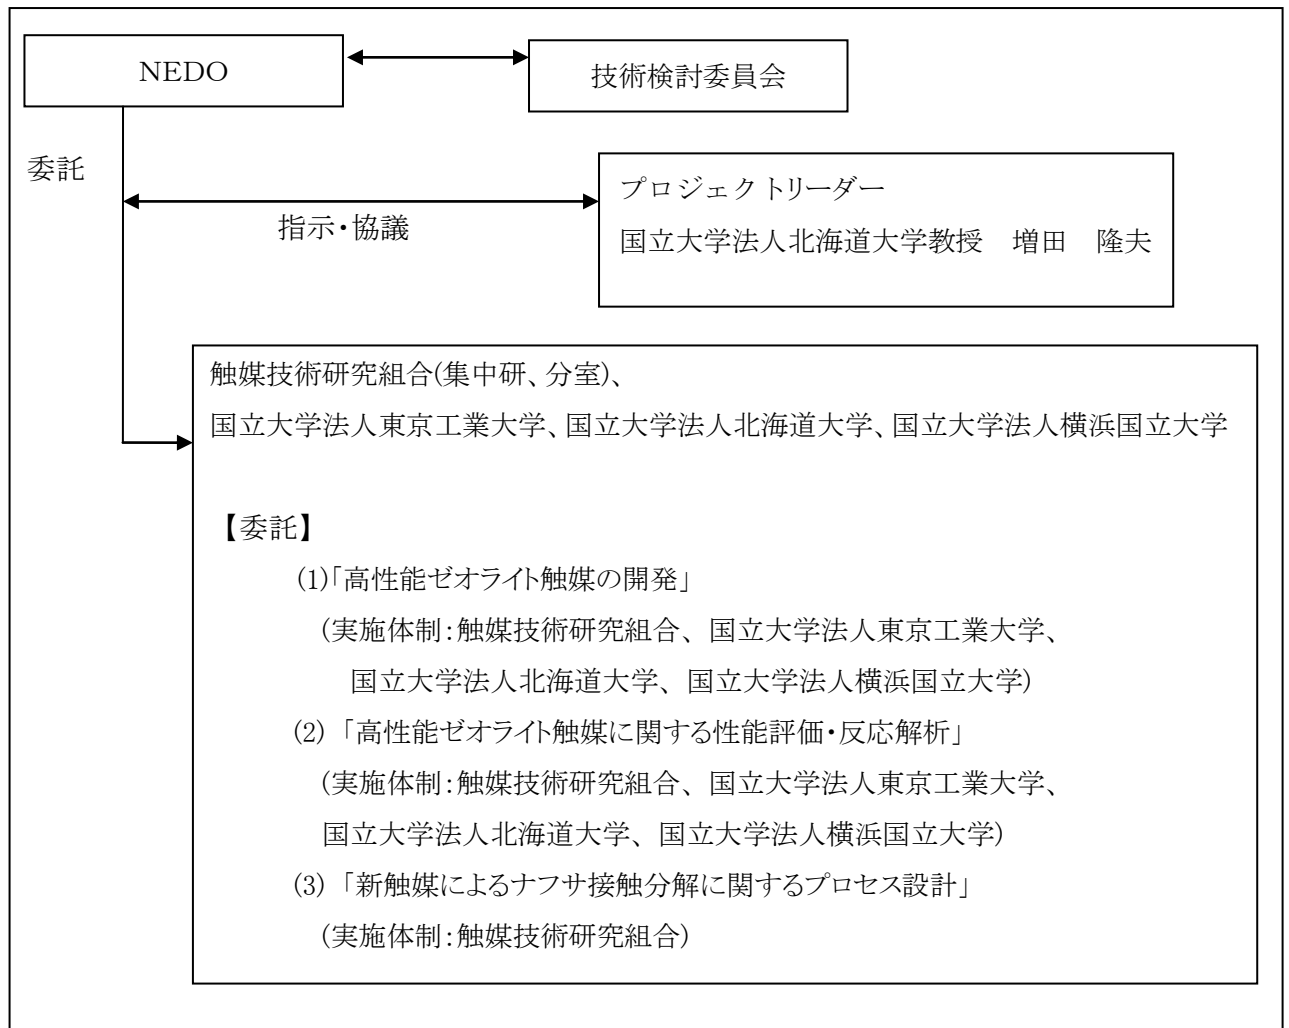 NEDO
技術検討委員会
委託
指示・協議
プロジェクトリーダー
国立大学法人北海道大学教授　増田　隆夫
触媒技術研究組合(集中研、分室)、
国立大学法人東京工業大学、国立大学法人北海道大学、国立大学法人横浜国立大学
【委託】
(1)「高性能ゼオライト触媒の開発」
(実施体制：触媒技術研究組合、国立大学法人東京工業大学、
国立大学法人北海道大学、国立大学法人横浜国立大学)
(2) 「高性能ゼオライト触媒に関する性能評価・反応解析」
(実施体制：触媒技術研究組合、国立大学法人東京工業大学、
国立大学法人北海道大学、国立大学法人横浜国立大学)
(3) 「新触媒によるナフサ接触分解に関するプロセス設計」
(実施体制：触媒技術研究組合)